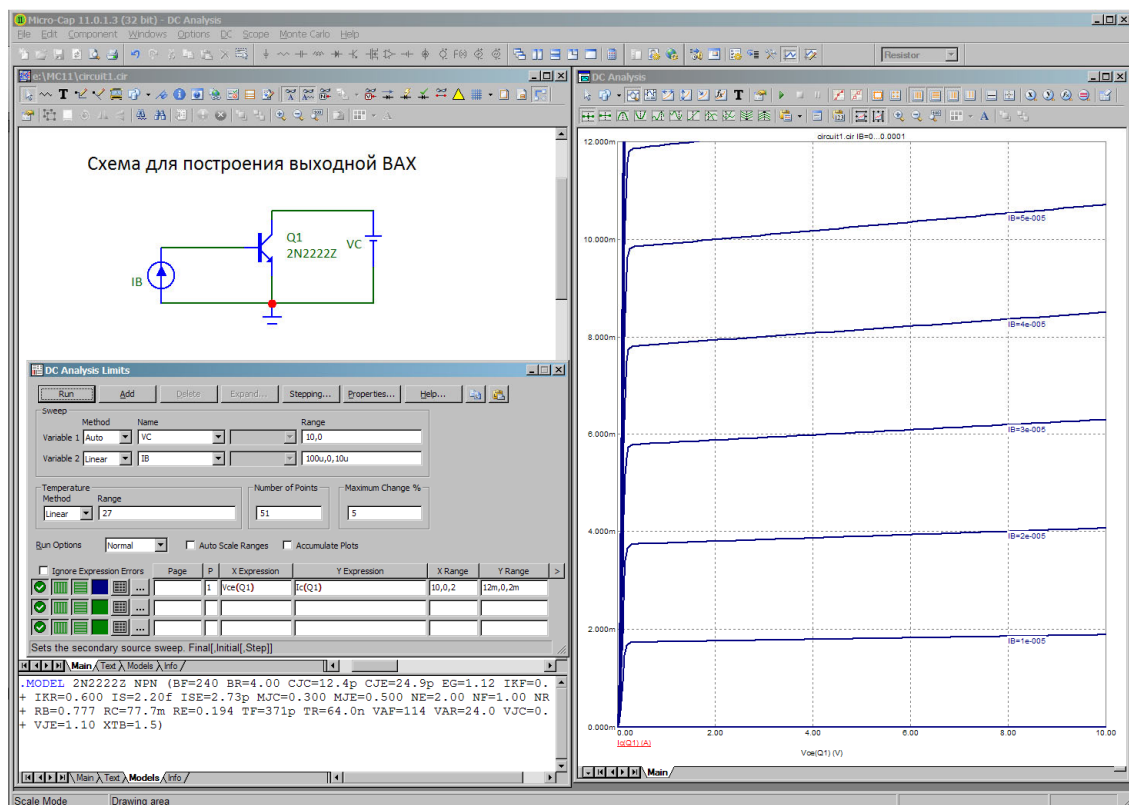 Micro-Cap 11.0.1.3 (32 bit) - DC Analysis
File Edit Component Windows Options DC Scope Monte Carlo Help
Resistor
e:\MC11\circuit1.cir
Схема для построения выходной ВАХ
Q1
2N2222Z
VC
IB
DC Analysis Limits
Run Add Delete Expand... Stepping... Properties... Help...
Sweep
Method Name Range
Variable 1 Auto VC 10,0
Variable 2 Linear IB 100u,0,10u
Temperature
Method Range
Linear 27
Number of Points
51
Maximum Change %
5
Run Options Normal Auto Scale Ranges Accumulate Plots
Ignore Expression Errors Page P X Expression Y Expression X Range Y Range >
1 Vce(Q1) Ic(Q1) 10,0,2 12m,0,2m
Sets the secondary source sweep. Final[,Initial[,Step]]
Main Text Models Info
.MODEL 2N2222Z NPN (BF=240 BR=4.00 CJC=12.4p CJE=24.9p EG=1.12 IKF=0.
+ IKR=0.600 IS=2.20f ISE=2.73p MJC=0.300 MJE=0.500 NE=2.00 NF=1.00 NR
+ RB=0.777 RC=77.7m RE=0.194 TF=371p TR=64.0n VAF=114 VAR=24.0 VJC=0.
+ VJE=1.10 XTB=1.5)
Main Text Models Info
Scale Mode Drawing area
DC Analysis
circuit1.cir IB=0...0.0001
12.000m
IB=5e-005
10.000m
IB=4e-005
8.000m
IB=3e-005
6.000m
IB=2e-005
4.000m
IB=1e-005
2.000m
0.000m
0.00 2.00 4.00 6.00 8.00 10.00
Ic(Q1) (A)
Vce(Q1) (V)
Main